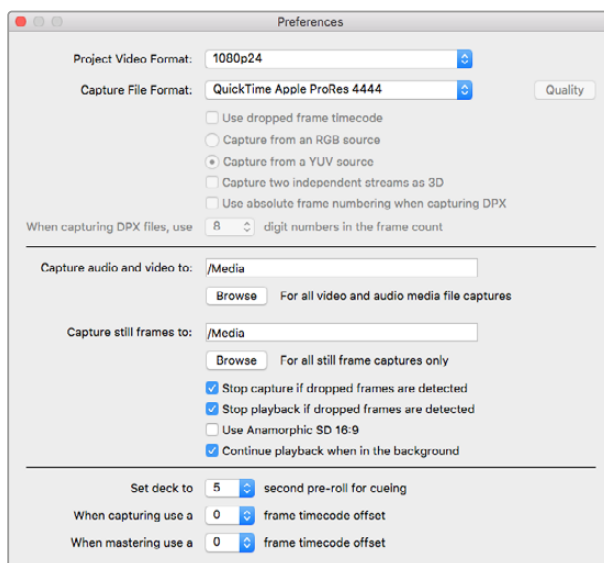 Preferences
Project Video Format: 1080p24
Capture File Format: QuickTime Apple ProRes 4444 Quality
Use dropped frame timecode
Capture from an RGB source
Capture from a YUV source
Capture two independent streams as 3D
Use absolute frame numbering when capturing DPX
When capturing DPX files, use 8 digit numbers in the frame count
Capture audio and video to: /Media
Browse For all video and audio media file captures
Capture still frames to: /Media
Browse For all still frame captures only
Stop capture if dropped frames are detected
Stop playback if dropped frames are detected
Use Anamorphic SD 16:9
Continue playback when in the background
Set deck to 5 second pre-roll for cueing
When capturing use a 0 frame timecode offset
When mastering use a 0 frame timecode offset